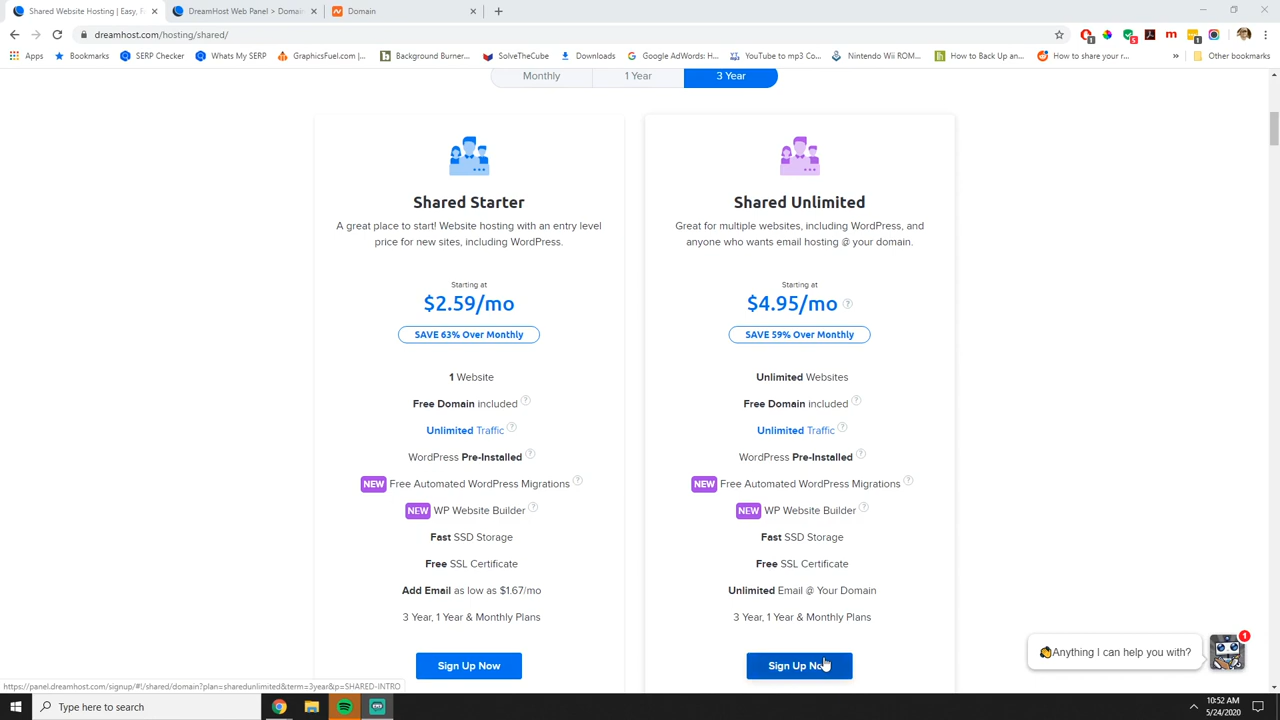 Shared Website Hosting | Easy, F
DreamHost Web Panel > Domain
Domain
dreamhost.com/hosting/shared/
1
5
1
Apps
Bookmarks
SERP Checker
Whats My SERP
GraphicsFuel.com |...
Background Burner...
SolveTheCube
Downloads
Google AdWords: H...
YouTube to mp3 Co...
Nintendo Wii ROM...
How to Back Up an...
How to share your r...
»
Other bookmarks
Monthly
1 Year
3 Year
Shared Starter
A great place to start! Website hosting with an entry level
price for new sites, including WordPress.
Starting at
$2.59/mo
SAVE 63% Over Monthly
1 Website
Free Domain included ?
Unlimited Traffic ?
WordPress Pre-Installed ?
NEW Free Automated WordPress Migrations ?
NEW WP Website Builder ?
Fast SSD Storage
Free SSL Certificate
Add Email as low as $1.67/mo
3 Year, 1 Year & Monthly Plans
Sign Up Now
Shared Unlimited
Great for multiple websites, including WordPress, and
anyone who wants email hosting @ your domain.
Starting at
$4.95/mo ?
SAVE 59% Over Monthly
Unlimited Websites
Free Domain included ?
Unlimited Traffic ?
WordPress Pre-Installed ?
NEW Free Automated WordPress Migrations ?
NEW WP Website Builder ?
Fast SSD Storage
Free SSL Certificate
Unlimited Email @ Your Domain
3 Year, 1 Year & Monthly Plans
Sign Up Now
Anything I can help you with?
1
https://panel.dreamhost.com/signup/#!/shared/domain?plan=sharedunlimited&term=3year&p=SHARED-INTRO
Type here to search
10:52 AM
5/24/2020